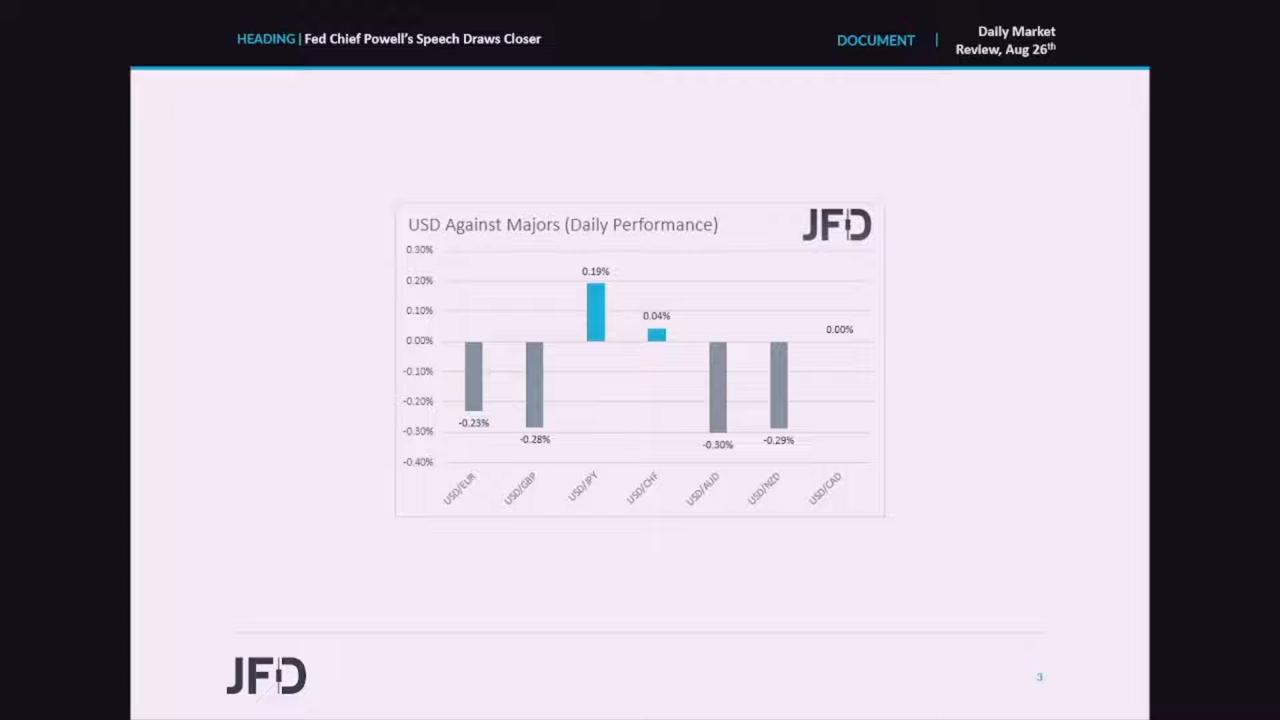 HEADING | Fed Chief Powell's Speech Draws Closer
DOCUMENT | Daily Market
Review, Aug 26th
USD Against Majors (Daily Performance)
JFD
0.30%
0.20%
0.10%
0.00%
-0.10%
-0.20%
-0.30%
-0.40%
-0.23%
-0.28%
0.19%
0.04%
-0.30%
-0.29%
0.00%
USD/EUR
USD/GBP
USD/JPY
USD/CHF
USD/AUD
USD/NZD
USD/CAD
JFD
3